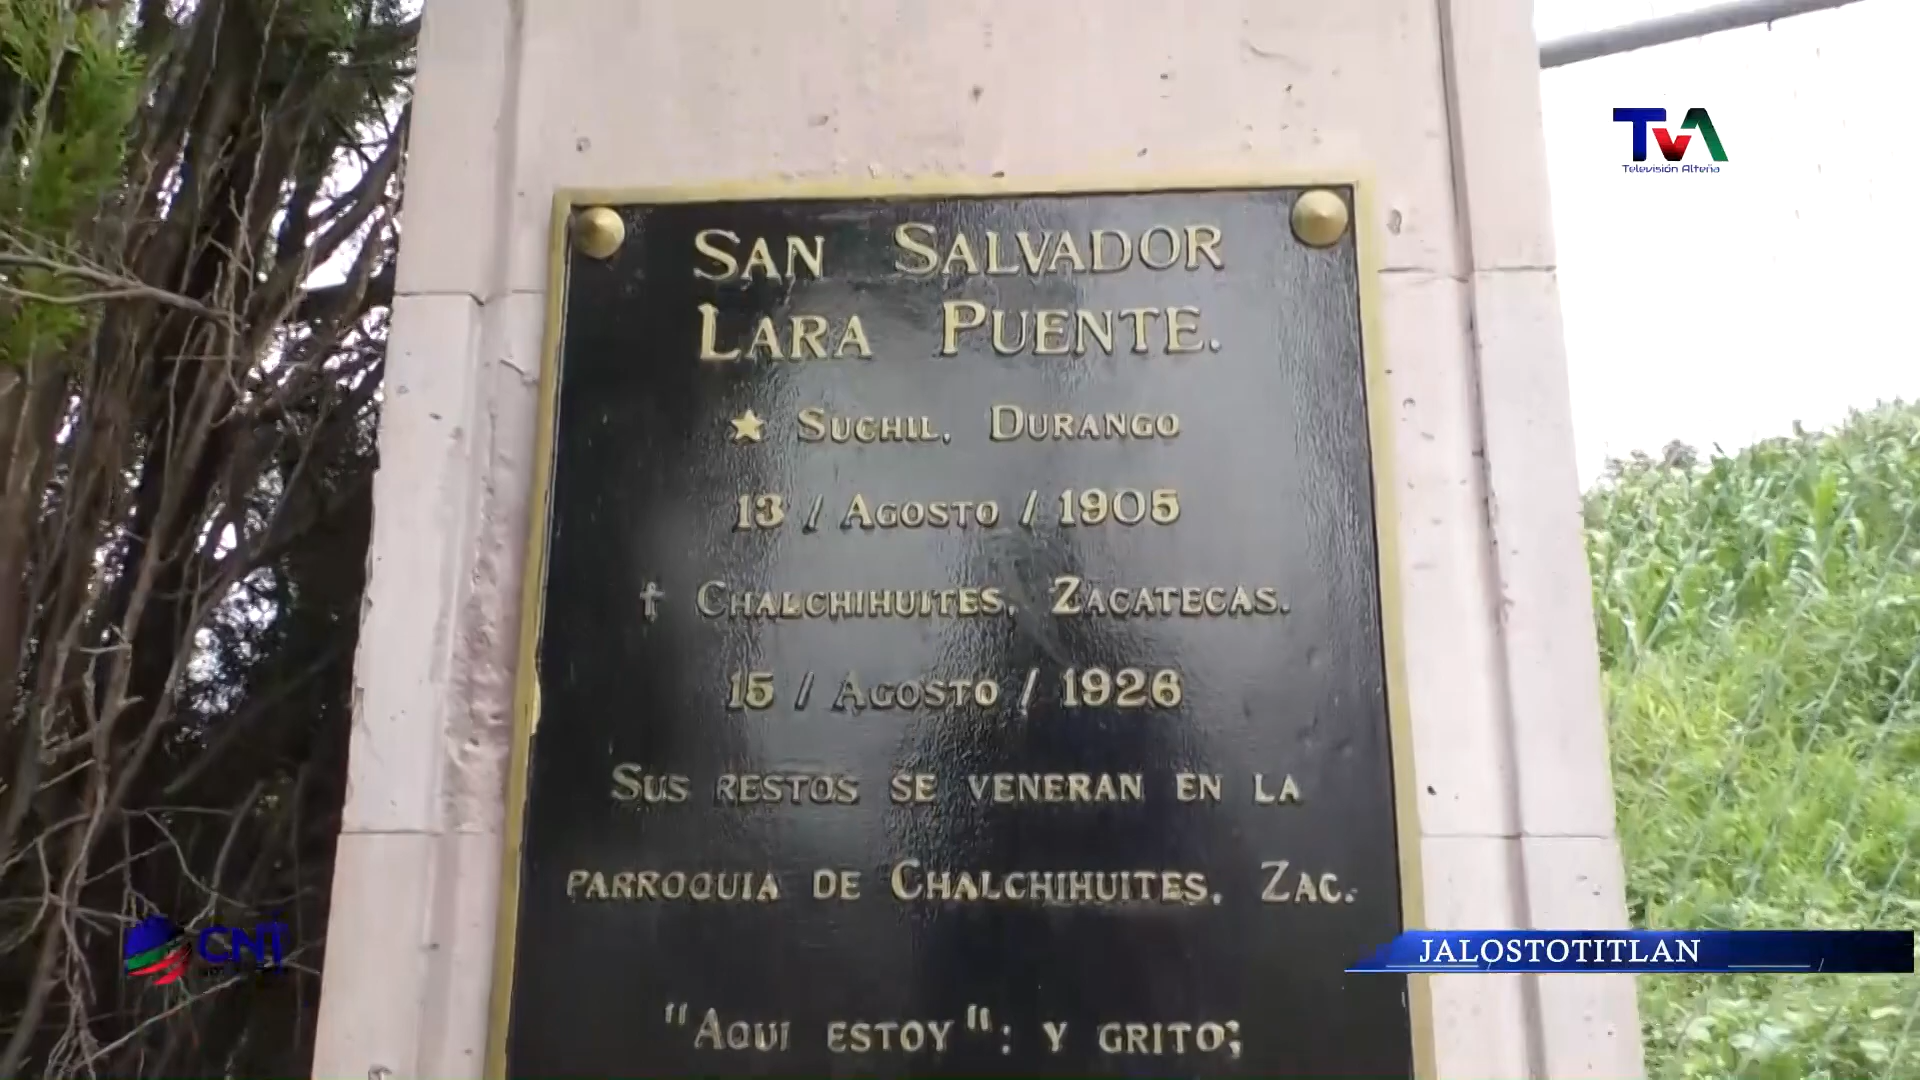 TVA
Televisión Alteña
SAN SALVADOR
LARA PUENTE.
★ SUCHIL, DURANGO
13 / AGOSTO / 1905
† CHALCHIHUITES, ZACATECAS.
15 / AGOSTO / 1926
SUS RESTOS SE VENERAN EN LA
PARROQUIA DE CHALCHIHUITES, ZAC.
"AQUI ESTOY": Y GRITO;
CNT
JALOSTOTITLAN